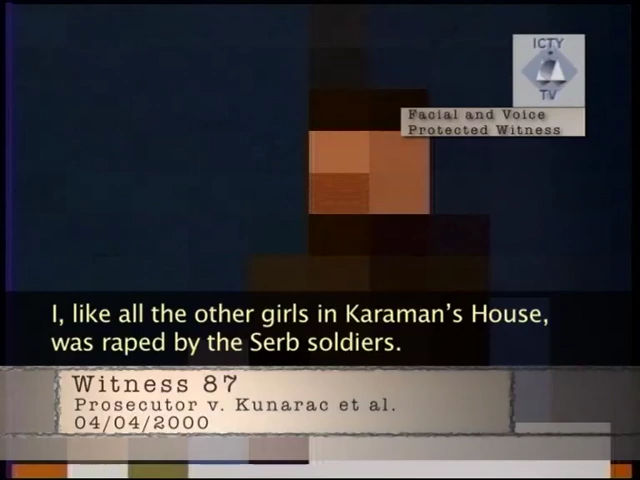 ICTY
TV
Facial and Voice
Protected Witness
I, like all the other girls in Karaman's House,
was raped by the Serb soldiers.
Witness 87
Prosecutor v. Kunarac et al.
04/04/2000